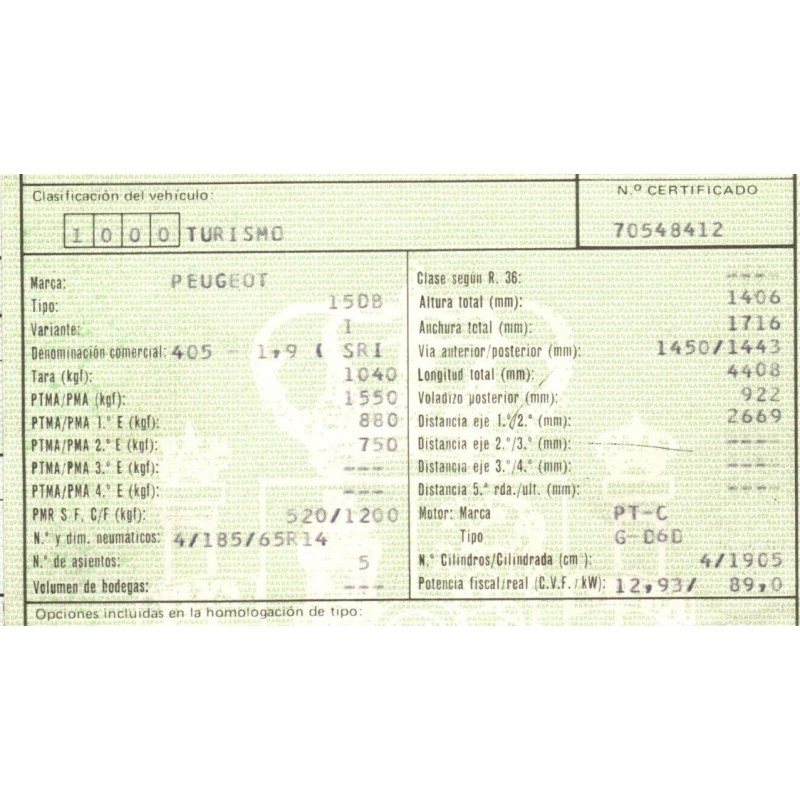 Clasificación del vehículo:
1 0 0 0 TURISMO
N.º CERTIFICADO
70548412
Marca: PEUGEOT
Tipo: 15DB
Variante: 1
Denominación comercial: 405 - 1,9 ( SRI
Tara (kgf): 1040
PTMA/PMA (kgf): 1550
PTMA/PMA 1.º E (kgf): 880
PTMA/PMA 2.º E (kgf): 750
PTMA/PMA 3.º E (kgf): ---
PTMA/PMA 4.º E (kgf): ---
PMR S F, C/F (kgf): 520/1200
N.º y dim. neumáticos: 4/185/65R14
N.º de asientos: 5
Volumen de bodegas: ---
Clase según R. 36: ---
Altura total (mm): 1406
Anchura total (mm): 1716
Via anterior/posterior (mm): 1450/1443
Longitud total (mm): 4408
Voladizo posterior (mm): 922
Distancia eje 1.º/2.º (mm): 2669
Distancia eje 2.º/3.º (mm): ----
Distancia eje 3.º/4.º (mm): ----
Distancia 5.ª rda./ult. (mm): ----
Motor: Marca PT-C
Tipo G-D6D
N.º Cilindros/Cilindrada (cm ): 4/1905
Potencia fiscal/real (C.V.F. / kW): 12,93/ 89,0
Opciones incluidas en la homologación de tipo: